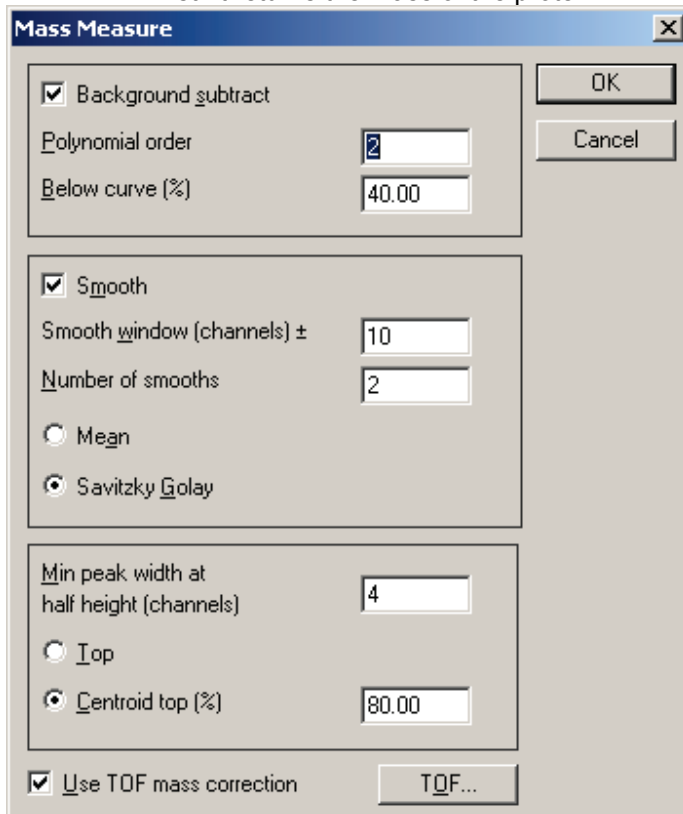 Mass Measure
OK
Cancel
Background subtract
Polynomial order 2
Below curve (%) 40.00
Smooth
Smooth window (channels) ± 10
Number of smooths 2
Mean
Savitzky Golay
Min peak width at
half height (channels) 4
Top
Centroid top (%) 80.00
Use TOF mass correction TOF...